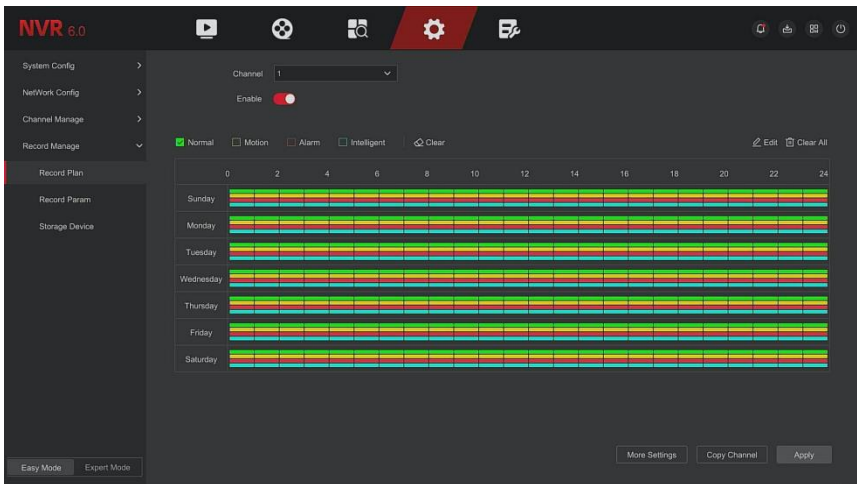 NVR 6.0
System Config
NetWork Config
Channel Manage
Record Manage
Record Plan
Record Param
Storage Device
Easy Mode Expert Mode
Channel 1
Enable
Normal Motion Alarm Intelligent Clear Edit Clear All
0 2 4 6 8 10 12 14 16 18 20 22 24
Sunday
Monday
Tuesday
Wednesday
Thursday
Friday
Saturday
More Settings Copy Channel Apply